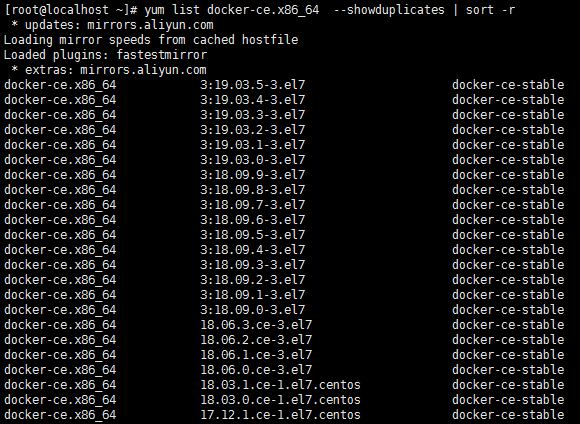 [root@localhost ~]# yum list docker-ce.x86_64  --showduplicates | sort -r
 * updates: mirrors.aliyun.com
Loading mirror speeds from cached hostfile
Loaded plugins: fastestmirror
 * extras: mirrors.aliyun.com
docker-ce.x86_64            3:19.03.5-3.el7                     docker-ce-stable
docker-ce.x86_64            3:19.03.4-3.el7                     docker-ce-stable
docker-ce.x86_64            3:19.03.3-3.el7                     docker-ce-stable
docker-ce.x86_64            3:19.03.2-3.el7                     docker-ce-stable
docker-ce.x86_64            3:19.03.1-3.el7                     docker-ce-stable
docker-ce.x86_64            3:19.03.0-3.el7                     docker-ce-stable
docker-ce.x86_64            3:18.09.9-3.el7                     docker-ce-stable
docker-ce.x86_64            3:18.09.8-3.el7                     docker-ce-stable
docker-ce.x86_64            3:18.09.7-3.el7                     docker-ce-stable
docker-ce.x86_64            3:18.09.6-3.el7                     docker-ce-stable
docker-ce.x86_64            3:18.09.5-3.el7                     docker-ce-stable
docker-ce.x86_64            3:18.09.4-3.el7                     docker-ce-stable
docker-ce.x86_64            3:18.09.3-3.el7                     docker-ce-stable
docker-ce.x86_64            3:18.09.2-3.el7                     docker-ce-stable
docker-ce.x86_64            3:18.09.1-3.el7                     docker-ce-stable
docker-ce.x86_64            3:18.09.0-3.el7                     docker-ce-stable
docker-ce.x86_64            18.06.3.ce-3.el7                    docker-ce-stable
docker-ce.x86_64            18.06.2.ce-3.el7                    docker-ce-stable
docker-ce.x86_64            18.06.1.ce-3.el7                    docker-ce-stable
docker-ce.x86_64            18.06.0.ce-3.el7                    docker-ce-stable
docker-ce.x86_64            18.03.1.ce-1.el7.centos             docker-ce-stable
docker-ce.x86_64            18.03.0.ce-1.el7.centos             docker-ce-stable
docker-ce.x86_64            17.12.1.ce-1.el7.centos             docker-ce-stable